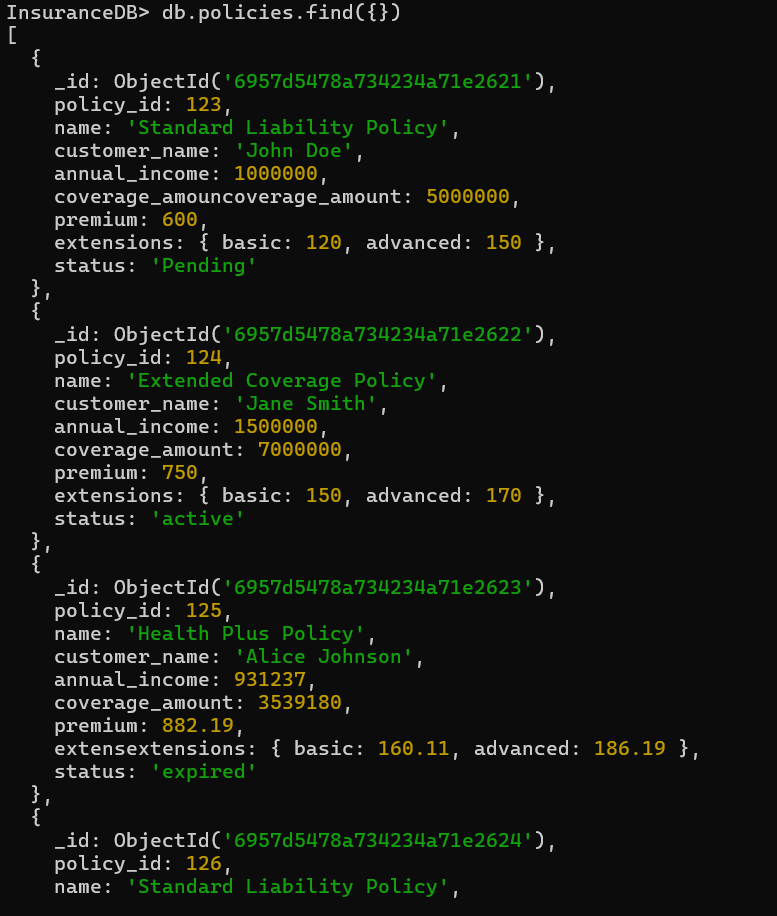 InsuranceDB> db.policies.find({})
[
  {
    _id: ObjectId('6957d5478a734234a71e2621'),
    policy_id: 123,
    name: 'Standard Liability Policy',
    customer_name: 'John Doe',
    annual_income: 1000000,
    coverage_amouncoverage_amount: 5000000,
    premium: 600,
    extensions: { basic: 120, advanced: 150 },
    status: 'Pending'
  },
  {
    _id: ObjectId('6957d5478a734234a71e2622'),
    policy_id: 124,
    name: 'Extended Coverage Policy',
    customer_name: 'Jane Smith',
    annual_income: 1500000,
    coverage_amount: 7000000,
    premium: 750,
    extensions: { basic: 150, advanced: 170 },
    status: 'active'
  },
  {
    _id: ObjectId('6957d5478a734234a71e2623'),
    policy_id: 125,
    name: 'Health Plus Policy',
    customer_name: 'Alice Johnson',
    annual_income: 931237,
    coverage_amount: 3539180,
    premium: 882.19,
    extensextensions: { basic: 160.11, advanced: 186.19 },
    status: 'expired'
  },
  {
    _id: ObjectId('6957d5478a734234a71e2624'),
    policy_id: 126,
    name: 'Standard Liability Policy',